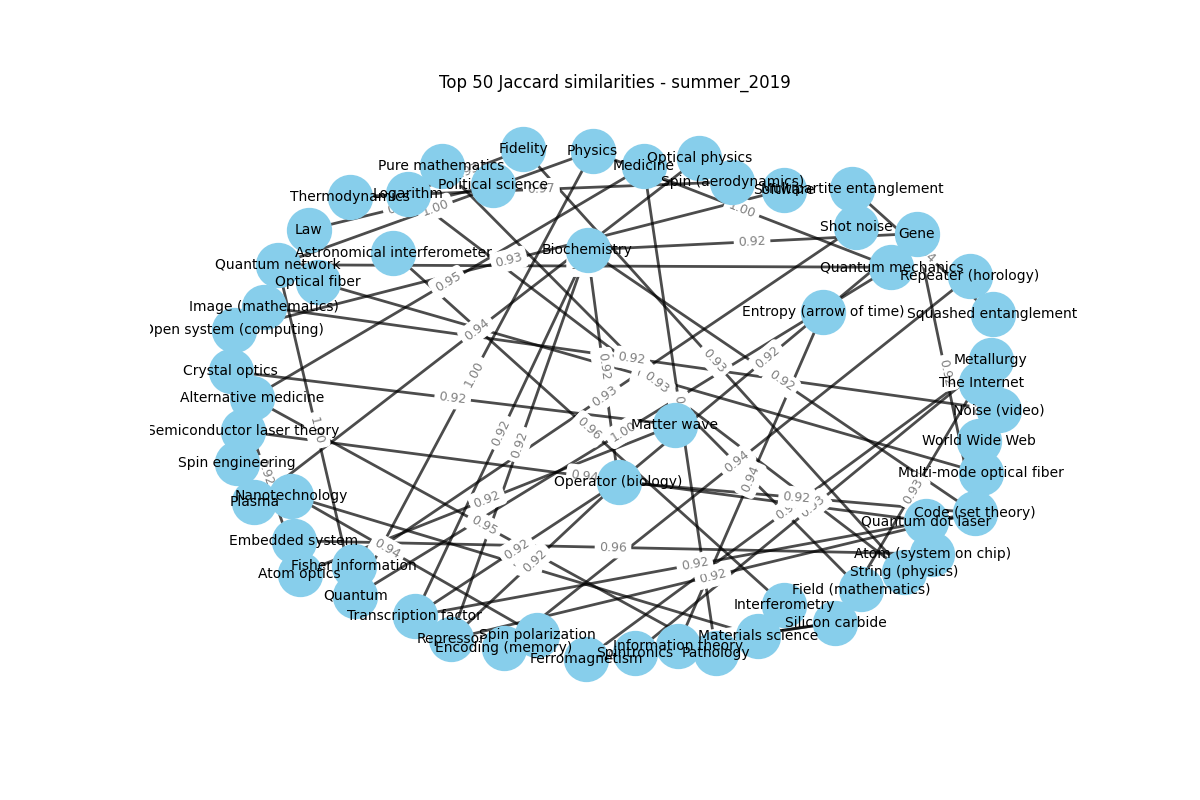 Top 50 Jaccard similarities - summer_2019
Fidelity
Physics
Optical physics
Pure mathematics
Medicine
Spin (aerodynamics)
Political science
Logarithm
Thermodynamics
0.97
1.00
1.00
Shot noise
Gene
Law
0.92
Biochemistry
Astronomical interferometer
0.93
Quantum network
Quantum mechanics
Repeater (horology)
Optical fiber
0.95
Image (mathematics)
Entropy (arrow of time)
Squashed entanglement
Open system (computing)
0.94
0.92
0.92
0.92
0.93
Metallurgy
Crystal optics
1.00
0.93
0.92
The Internet
0.92
0.93
Alternative medicine
Noise (video)
Matter wave
0.96
1.00
Semiconductor laser theory
0.92
0.92
World Wide Web
Spin engineering
0.94
0.94
Multi-mode optical fiber
Operator (biology)
0.94
0.93
Nanotechnology
Plasma
0.92
0.92
Code (set theory)
Quantum dot laser
0.95
Embedded system
0.94
0.92
0.96
Atom (system on chip)
0.92
Fisher information
0.92
0.92
String (physics)
Atom optics
Field (mathematics)
Quantum
Interferometry
Transcription factor
Silicon carbide
Repressor
Spin polarization
Materials science
Encoding (memory)
Information theory
Ferromagnetism
Spintronics
Pathology